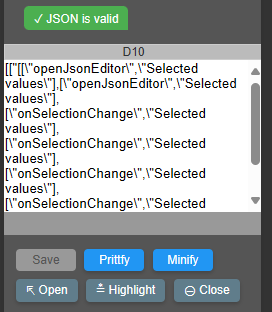 ✓ JSON is valid
D10
[["[[\"openJsonEditor\",\"Selected
values\"],[\"openJsonEditor\",\"Selected
values\"],
[\"onSelectionChange\",\"Selected
values\"],
[\"onSelectionChange\",\"Selected
values\"],
[\"onSelectionChange\",\"Selected
values\"],
[\"onSelectionChange\",\"Selected
Save Prittfy Minify
Open Highlight Close